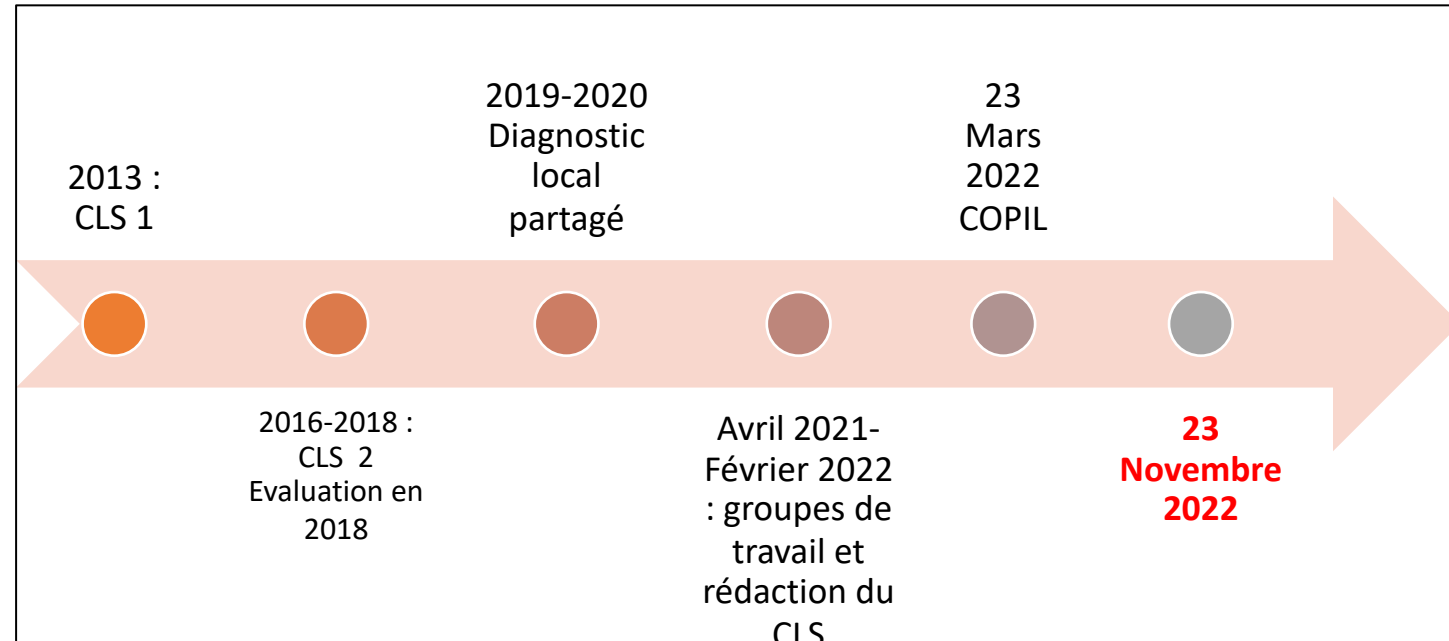 2013 :
CLS 1
2016-2018 :
CLS 2
Evaluation en
2018
2019-2020
Diagnostic
local
partagé
Avril 2021-
Février 2022
: groupes de
travail et
rédaction du
CLS
23
Mars
2022
COPIL
23
Novembre
2022